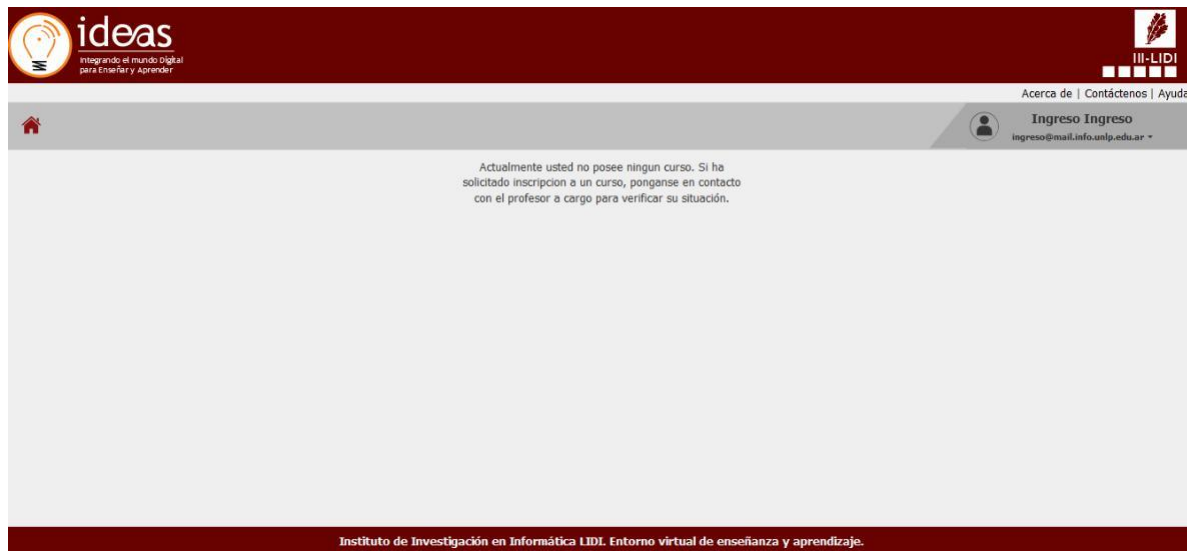 ideas
Integrando el mundo Digital
para Enseñar y Aprender
III-LIDI
Acerca de | Contáctenos | Ayuda
Ingreso Ingreso
ingreso@mail.info.unlp.edu.ar
Actualmente usted no posee ningun curso. Si ha
solicitado inscripcion a un curso, ponganse en contacto
con el profesor a cargo para verificar su situación.
Instituto de Investigación en Informática LIDI. Entorno virtual de enseñanza y aprendizaje.